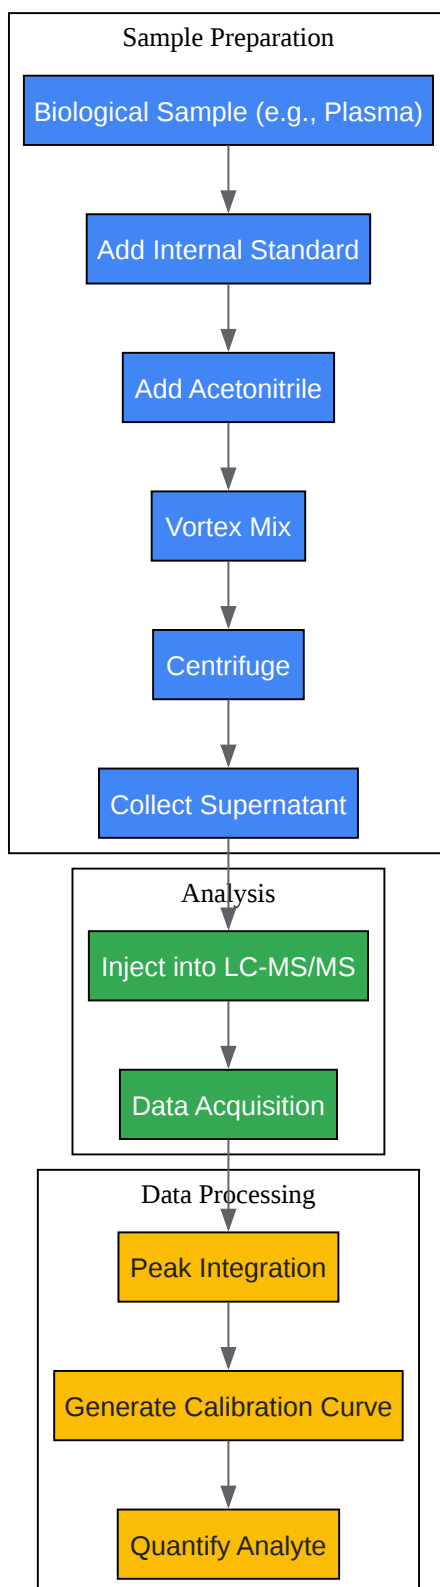 Sample Preparation
Biological Sample (e.g., Plasma)
Add Internal Standard
Add Acetonitrile
Vortex Mix
Centrifuge
Collect Supernatant
Analysis
Inject into LC-MS/MS
Data Acquisition
Data Processing
Peak Integration
Generate Calibration Curve
Quantify Analyte